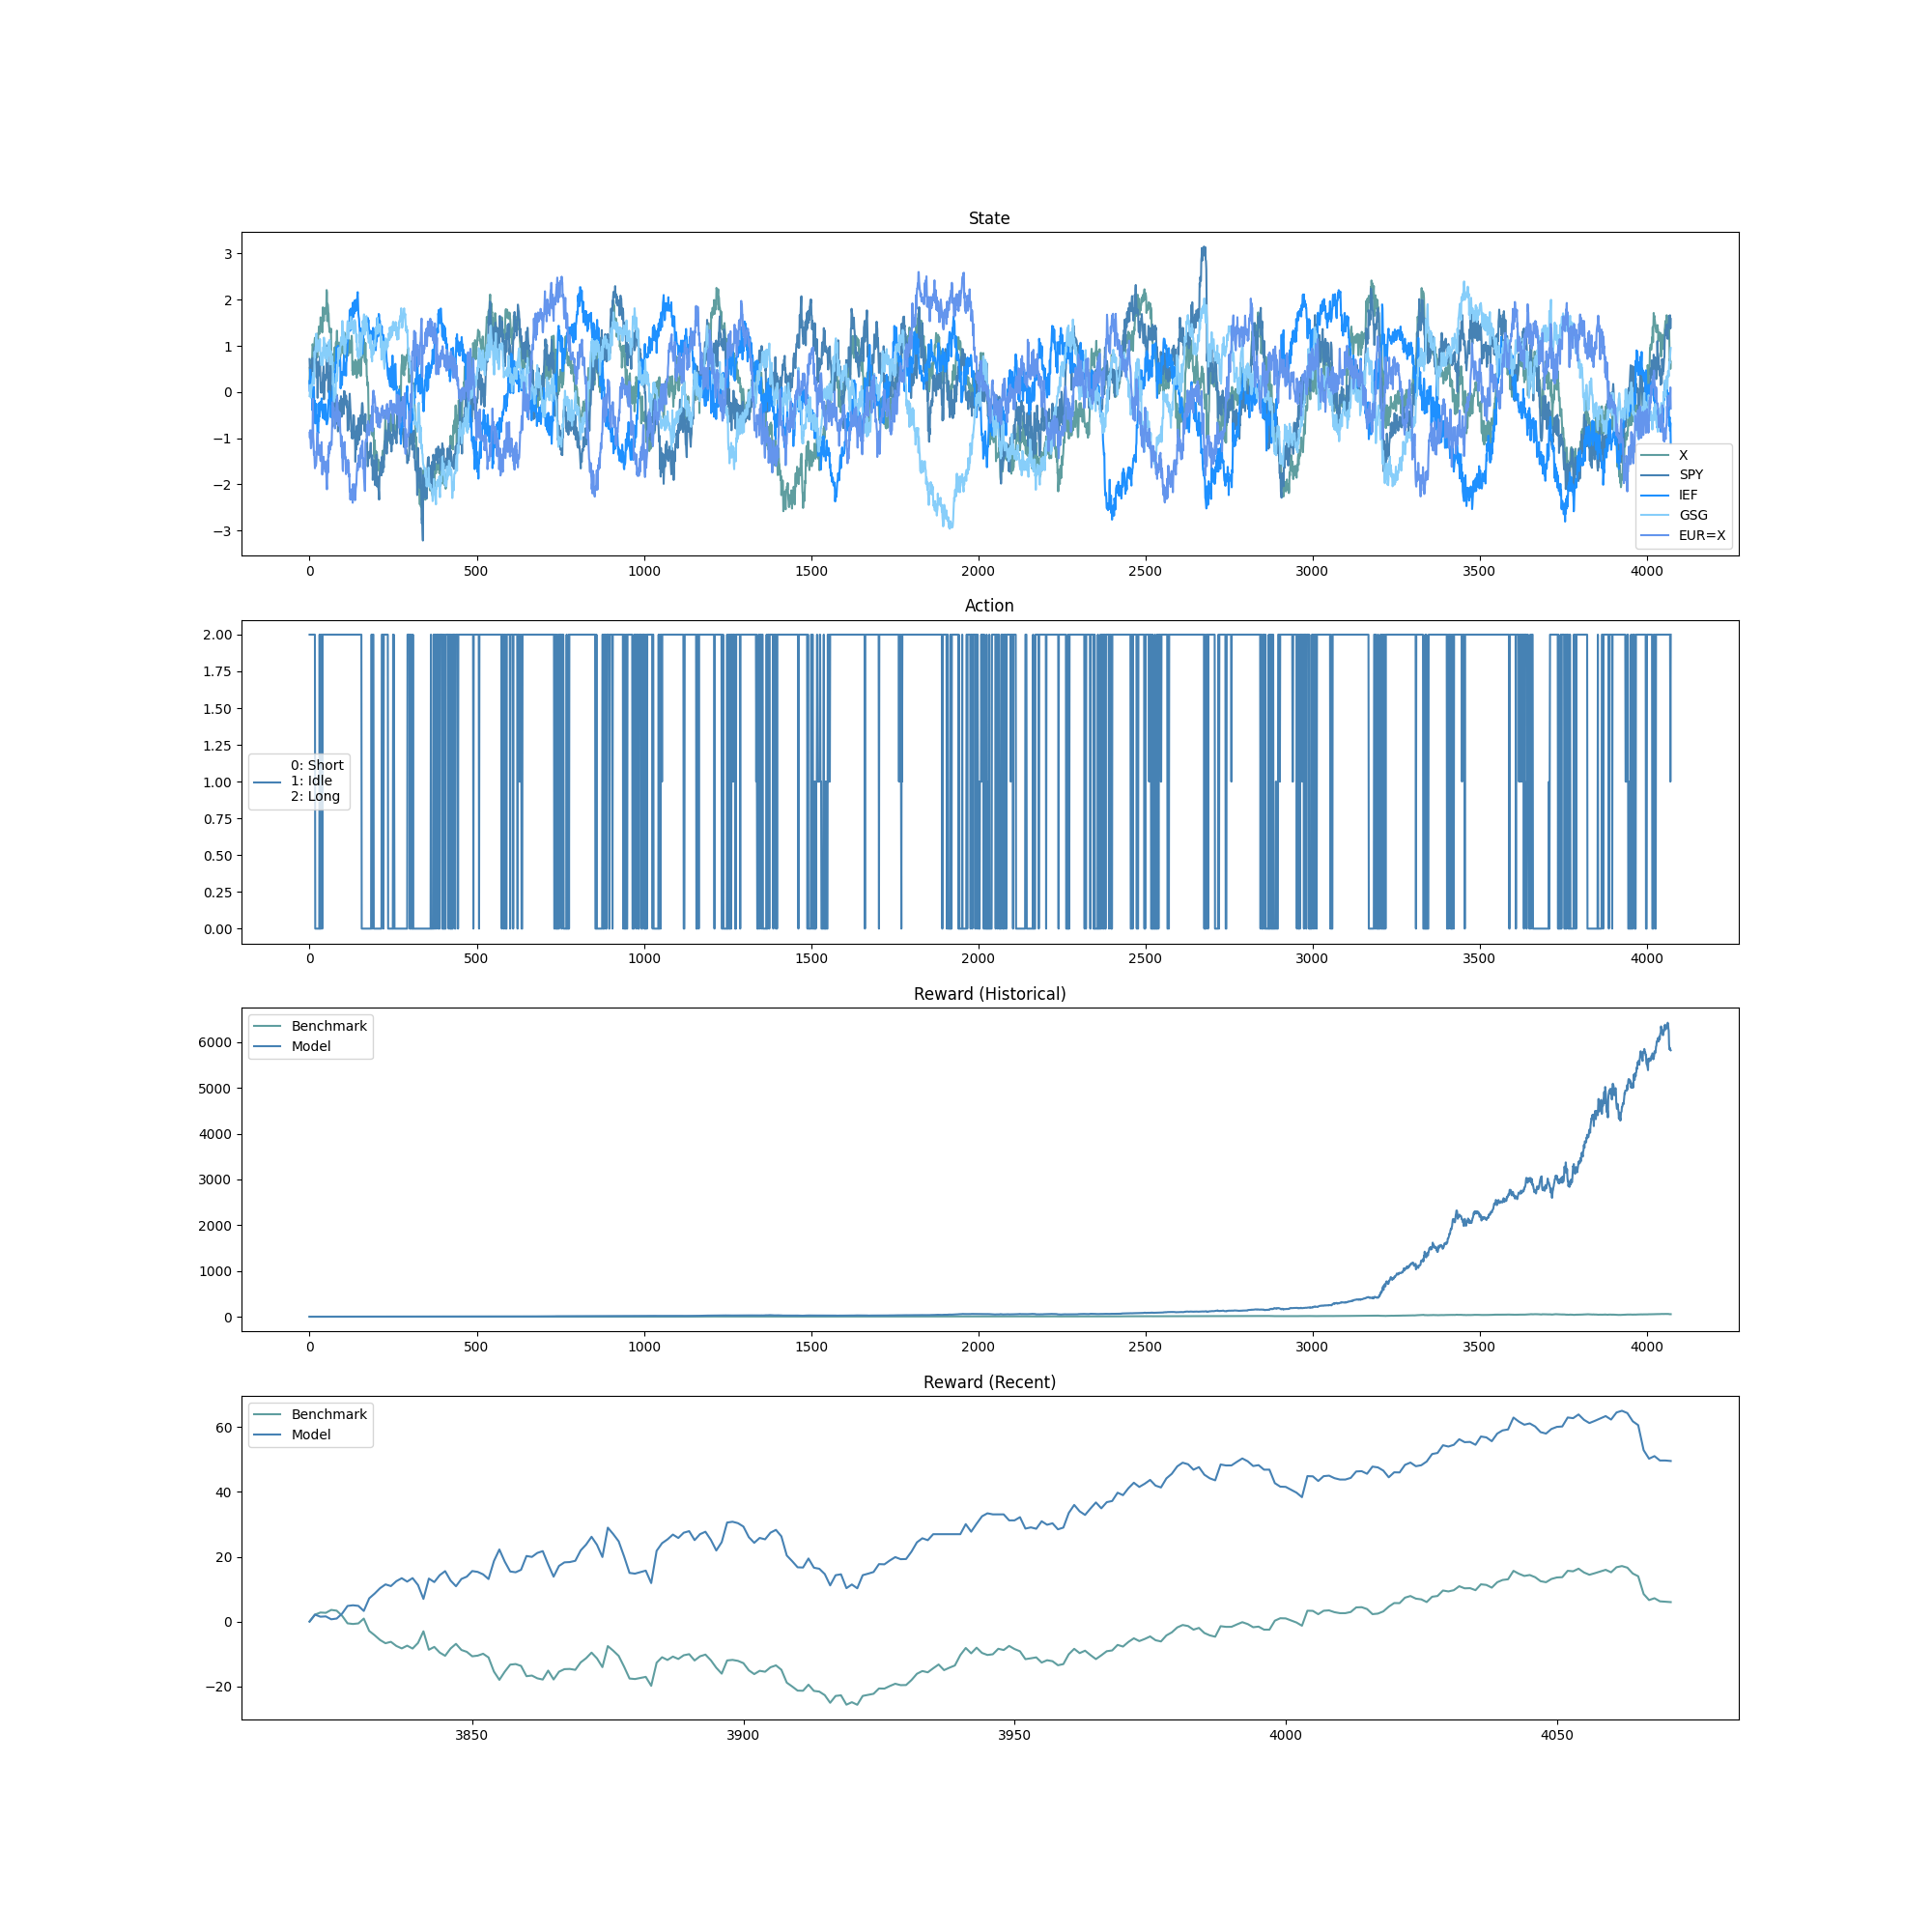 State
3
2
1
0
−1
−2
−3
X
SPY
IEF
GSG
EUR=X
0 500 1000 1500 2000 2500 3000 3500 4000
Action
2.00
1.75
1.50
1.25
1.00
0.75
0.50
0.25
0.00
0: Short
1: Idle
2: Long
0 500 1000 1500 2000 2500 3000 3500 4000
Reward (Historical)
Benchmark
Model
6000
5000
4000
3000
2000
1000
0
0 500 1000 1500 2000 2500 3000 3500 4000
Reward (Recent)
Benchmark
Model
60
40
20
0
−20
3850 3900 3950 4000 4050